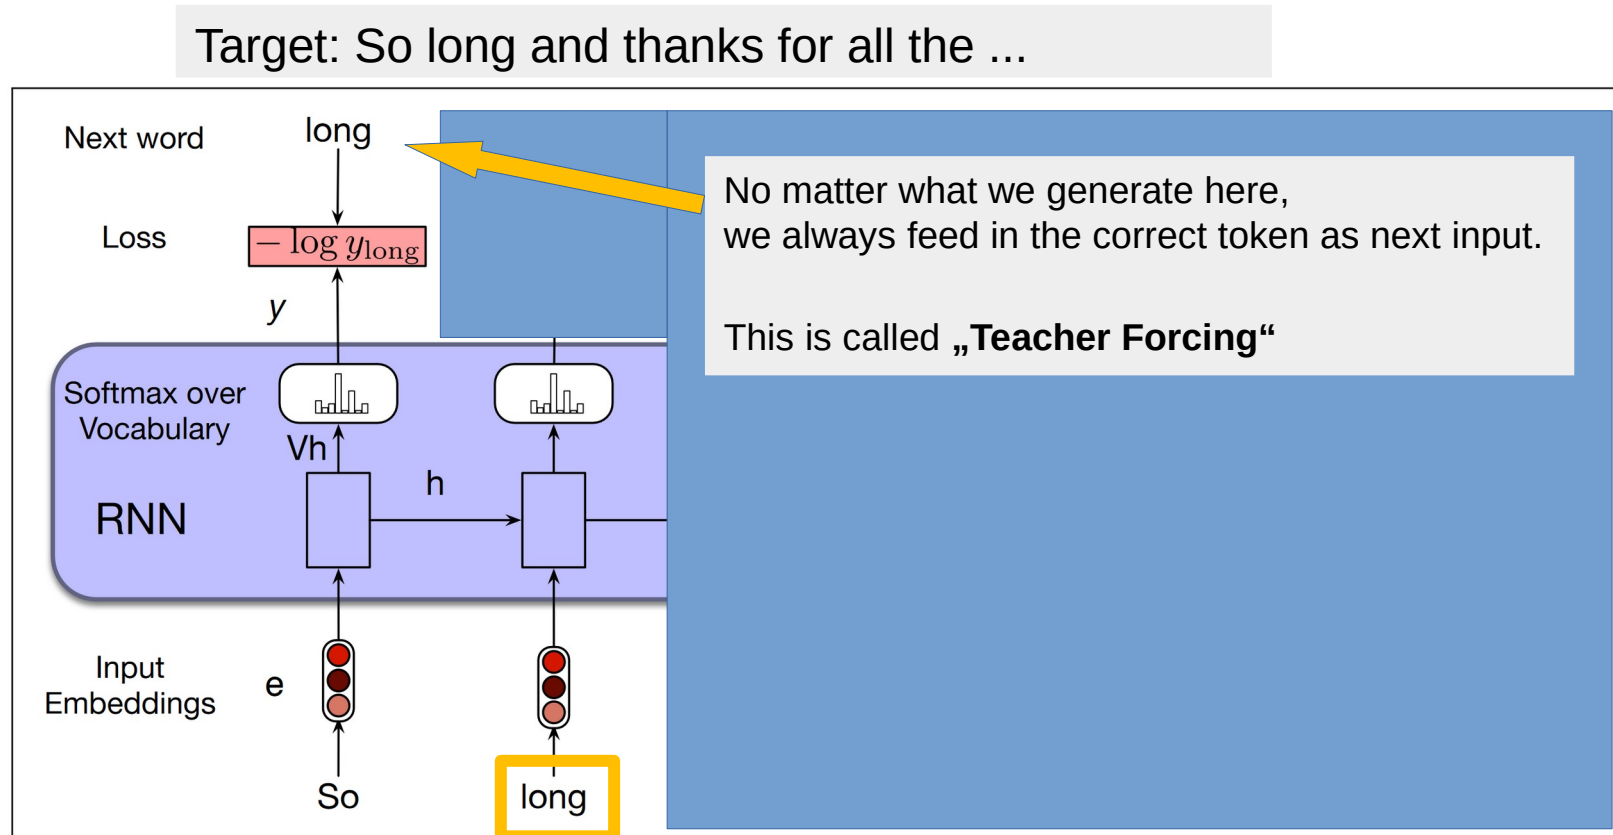 Target: So long and thanks for all the ...
Next word
long
No matter what we generate here,
we always feed in the correct token as next input.
This is called „Teacher Forcing“
Loss
− log y_long
y
Softmax over
Vocabulary
Vh
h
RNN
Input
Embeddings
e
So
long